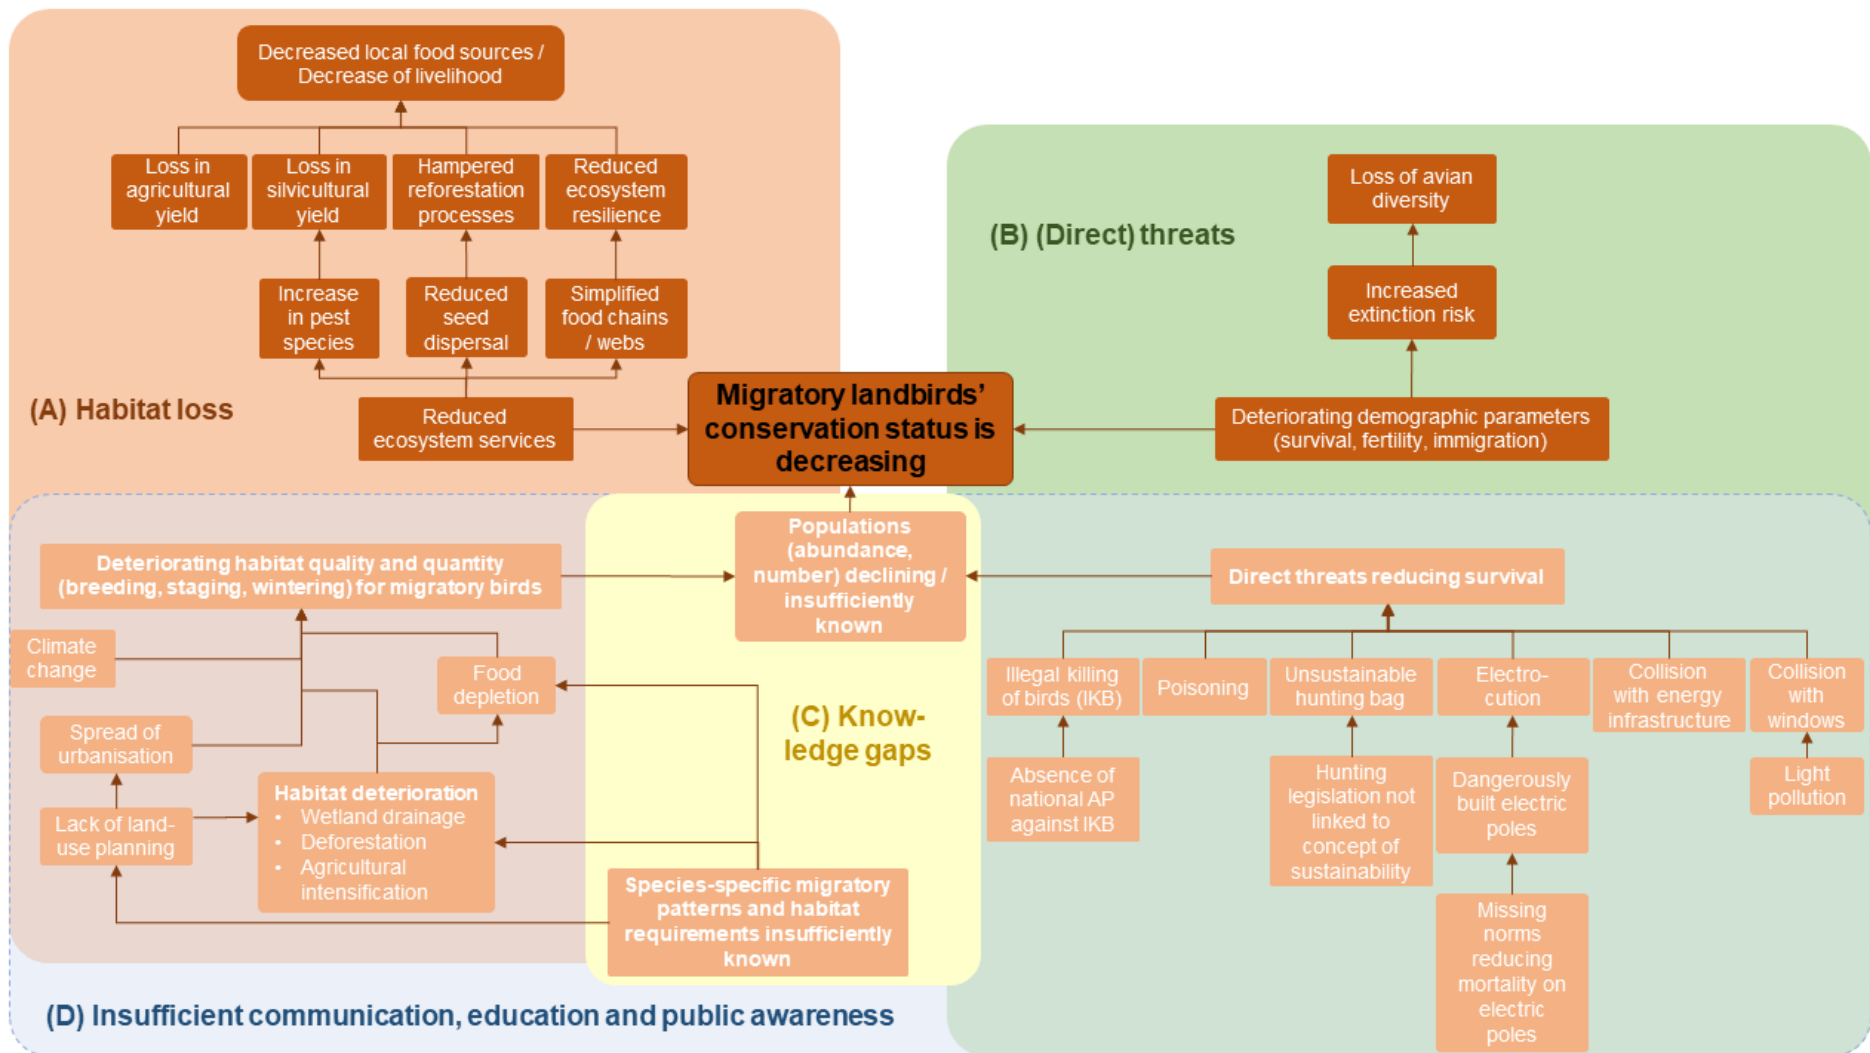 Decreased local food sources /
Decrease of livelihood
Loss in
agricultural
yield
Loss in
silvicultural
yield
Hampered
reforestation
processes
Reduced
ecosystem
resilience
Increase
in pest
species
Reduced
seed
dispersal
Simplified
food chains
/ webs
(A) Habitat loss
Reduced
ecosystem services
Migratory landbirds’
conservation status is
decreasing
(B) (Direct) threats
Loss of avian
diversity
Increased
extinction risk
Deteriorating demographic parameters
(survival, fertility, immigration)
Deteriorating habitat quality and quantity
(breeding, staging, wintering) for migratory birds
Populations
(abundance,
number) declining /
insufficiently
known
Direct threats reducing survival
Climate
change
Food
depletion
Spread of
urbanisation
Lack of land-
use planning
Habitat deterioration
• Wetland drainage
• Deforestation
• Agricultural
intensification
(C) Know-
ledge gaps
Species-specific migratory
patterns and habitat
requirements insufficiently
known
Illegal killing
of birds (IKB)
Poisoning
Unsustainable
hunting bag
Electro-
cution
Collision
with energy
infrastructure
Collision
with
windows
Absence of
national AP
against IKB
Hunting
legislation not
linked to
concept of
sustainability
Dangerously
built electric
poles
Light
pollution
Missing
norms
reducing
mortality on
electric
poles
(D) Insufficient communication, education and public awareness